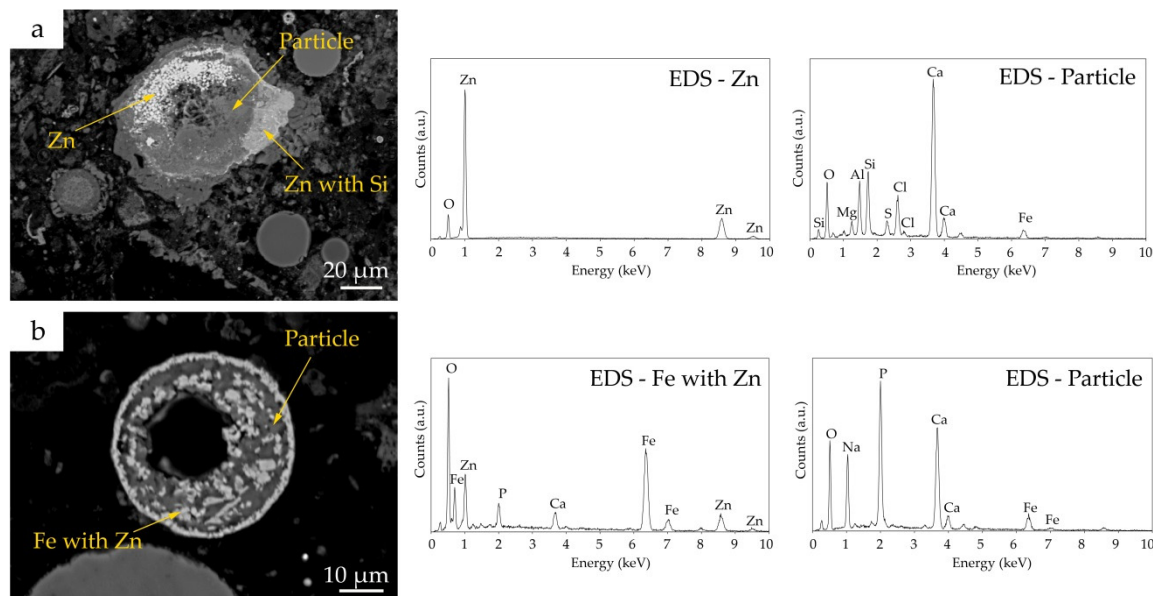 a
Particle
Zn
Zn with Si
20 µm
EDS - Zn
Counts (a.u.)
Zn
O
Zn
Zn
0 1 2 3 4 5 6 7 8 9 10
Energy (keV)
EDS - Particle
Counts (a.u.)
Ca
Si
Al
O
Cl
Mg
S
Si
Cl
Ca
Fe
0 1 2 3 4 5 6 7 8 9 10
Energy (keV)
b
Particle
Fe with Zn
10 µm
EDS - Fe with Zn
Counts (a.u.)
O
Fe
Zn
Fe
P
Ca
Fe
Zn
Zn
0 1 2 3 4 5 6 7 8 9 10
Energy (keV)
EDS - Particle
Counts (a.u.)
P
Ca
O
Na
Ca
Fe
Fe
0 1 2 3 4 5 6 7 8 9 10
Energy (keV)